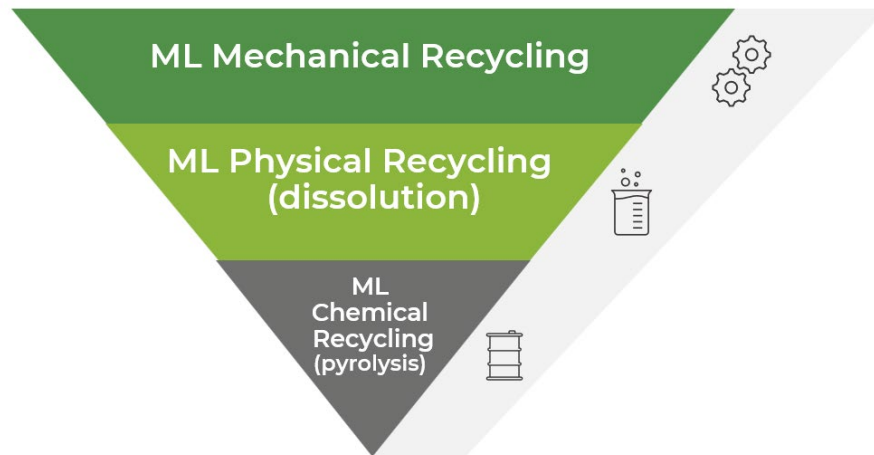 ML Mechanical Recycling
ML Physical Recycling
(dissolution)
ML
Chemical
Recycling
(pyrolysis)